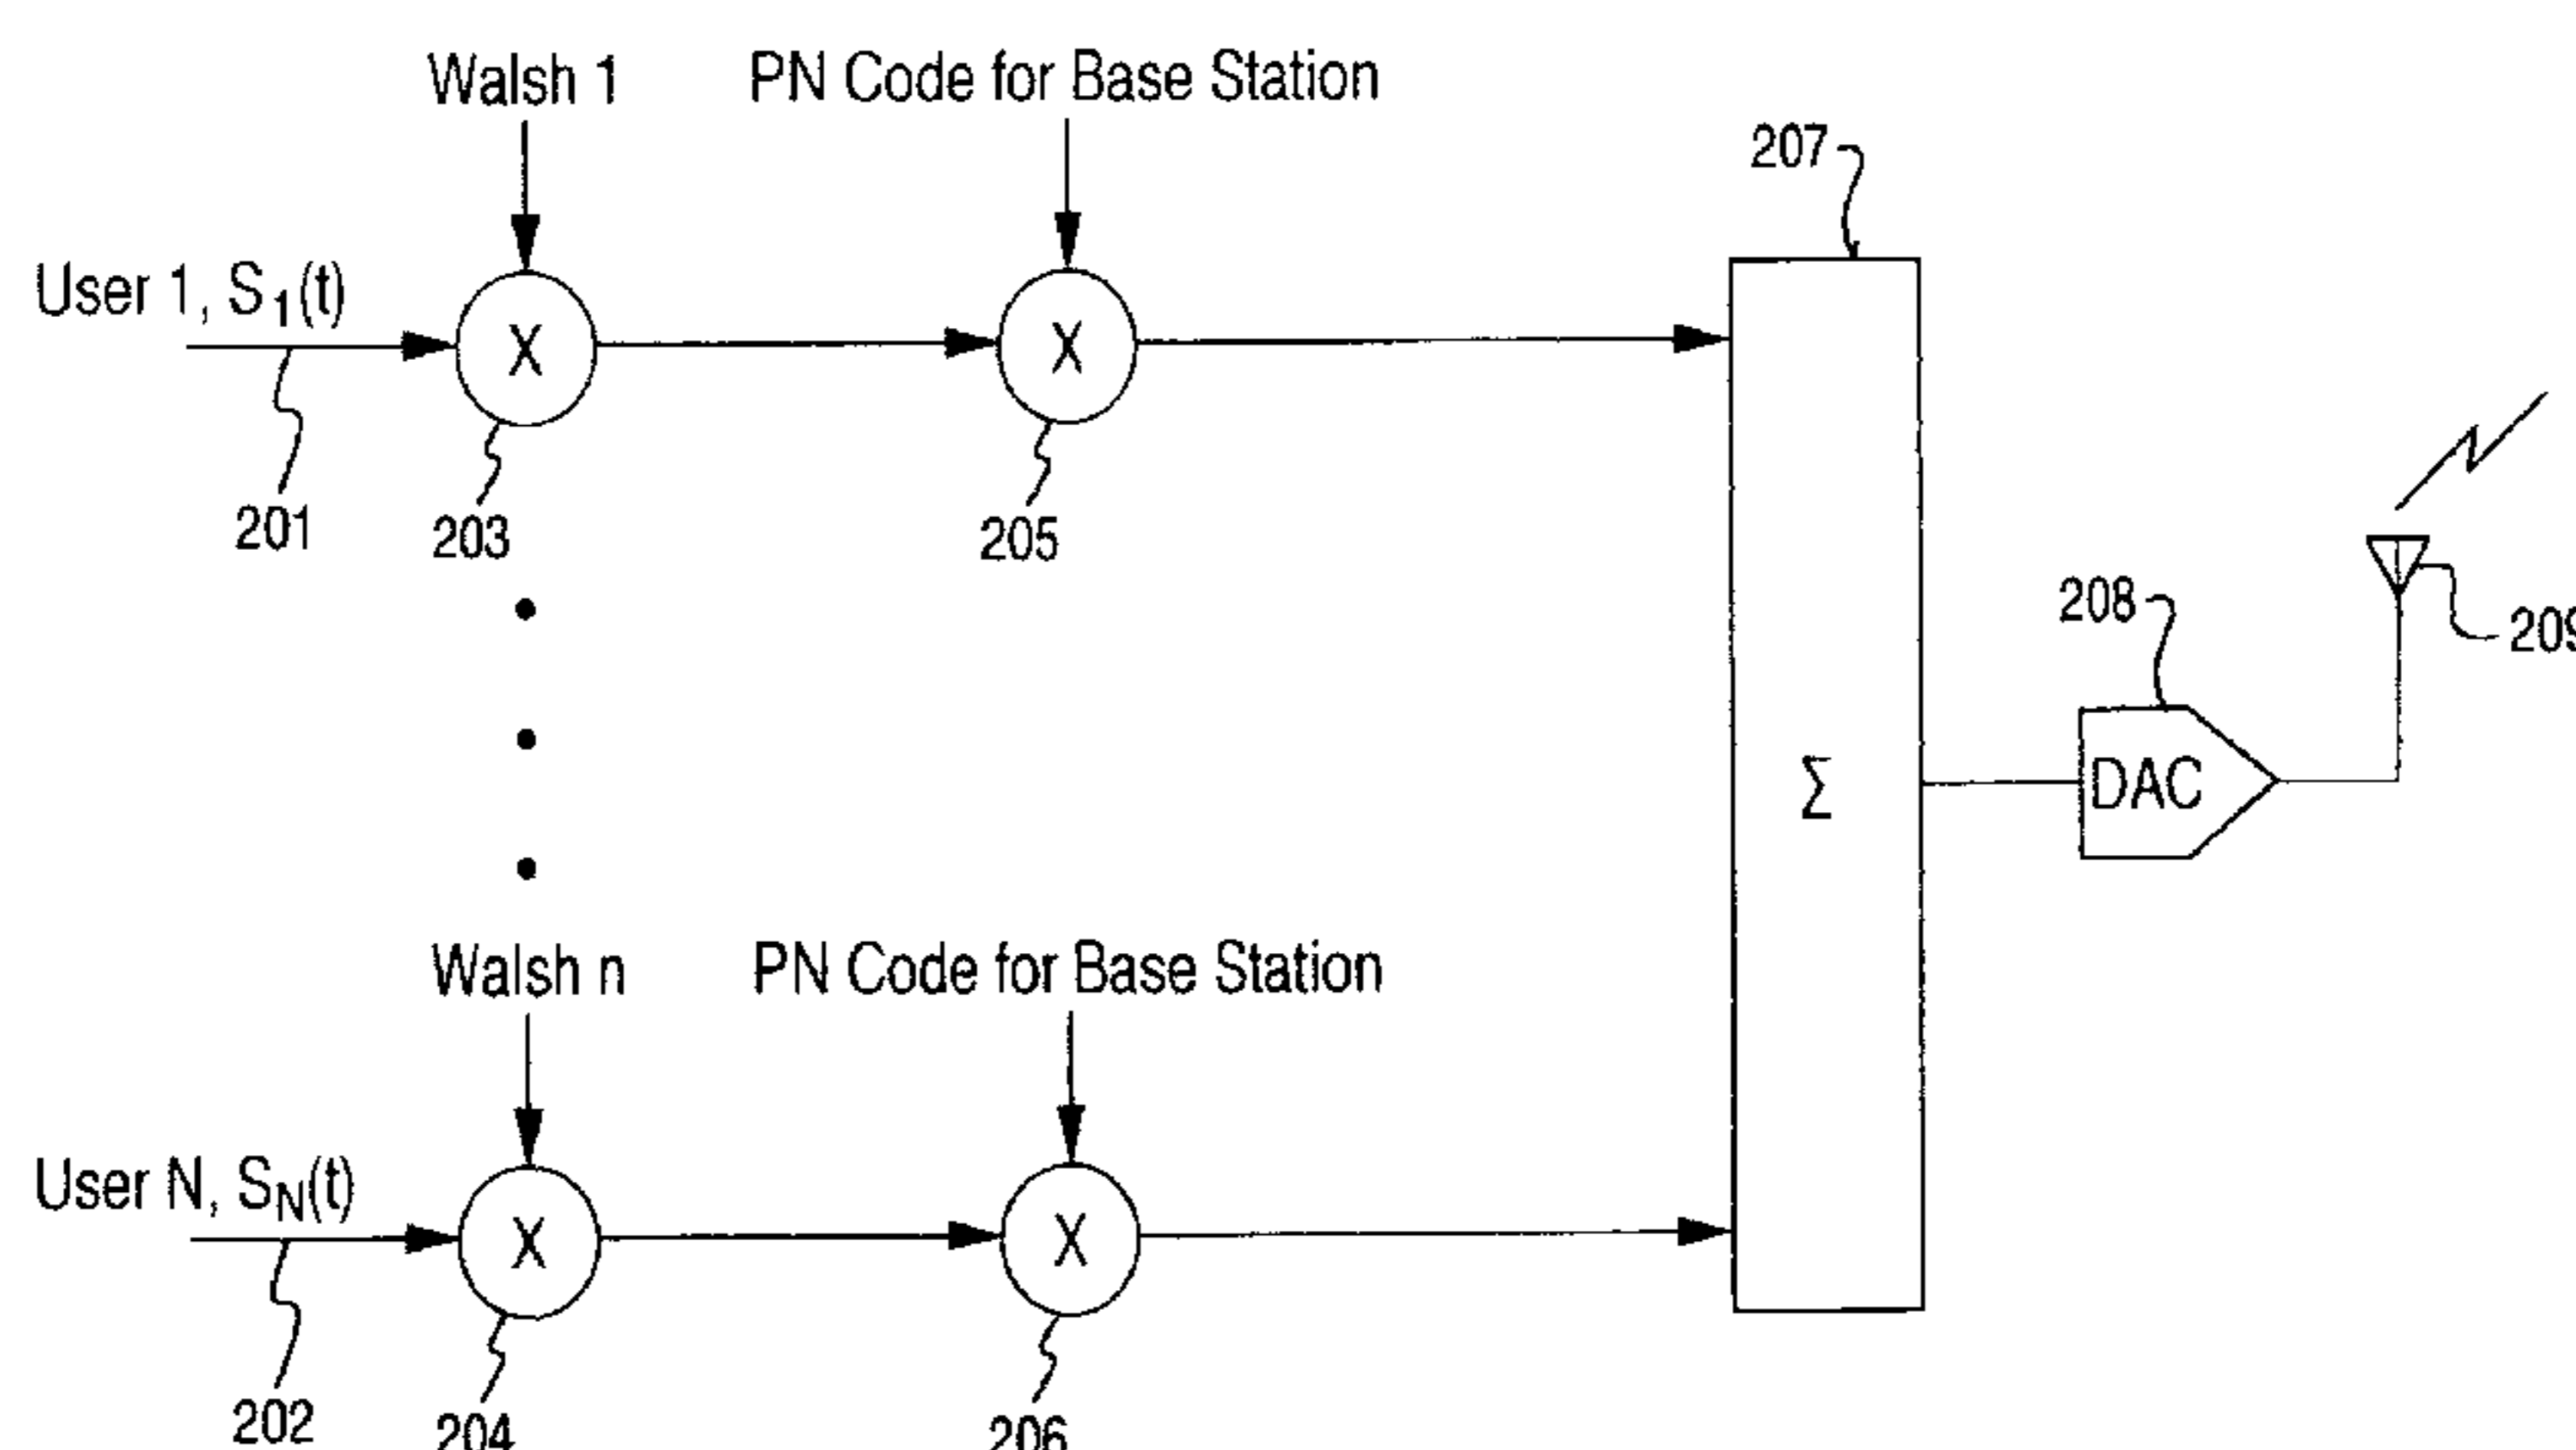 Walsh 1
PN Code for Base Station
207
User 1, S1(t)
X
X
201
203
205
208
209
DAC
Σ
Walsh n
PN Code for Base Station
User N, SN(t)
X
X
202
204
206